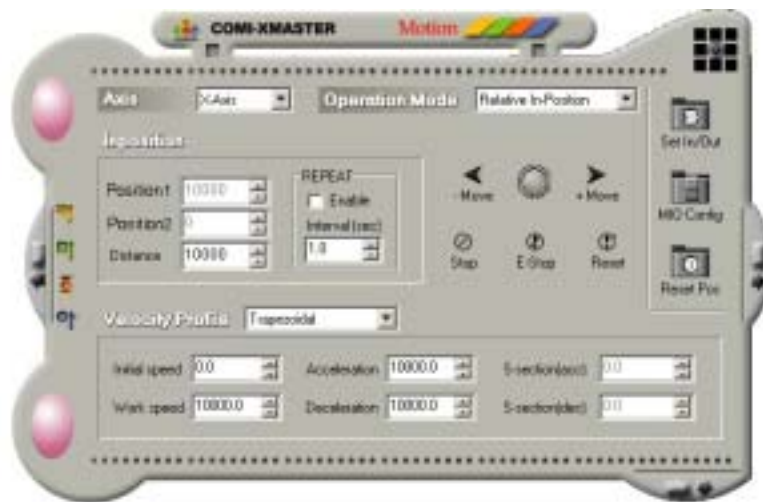 COMI-XMASTER Motion
Axis X-Axis Operation Mode Relative In-Position
Set In/Out
Inposition
REPEAT
Position1 10000 Enable - Move + Move
Position2 0 Interval(sec) MIO Config
Distance 10000 1.0 Stop E-Stop Reset
Reset Pos
Velocity Profile Trapezoidal
Initial speed 0.0 Acceleration 10000.0 S-section(acc) 0.0
Work speed 10000.0 Deceleration 10000.0 S-section(dec) 0.0